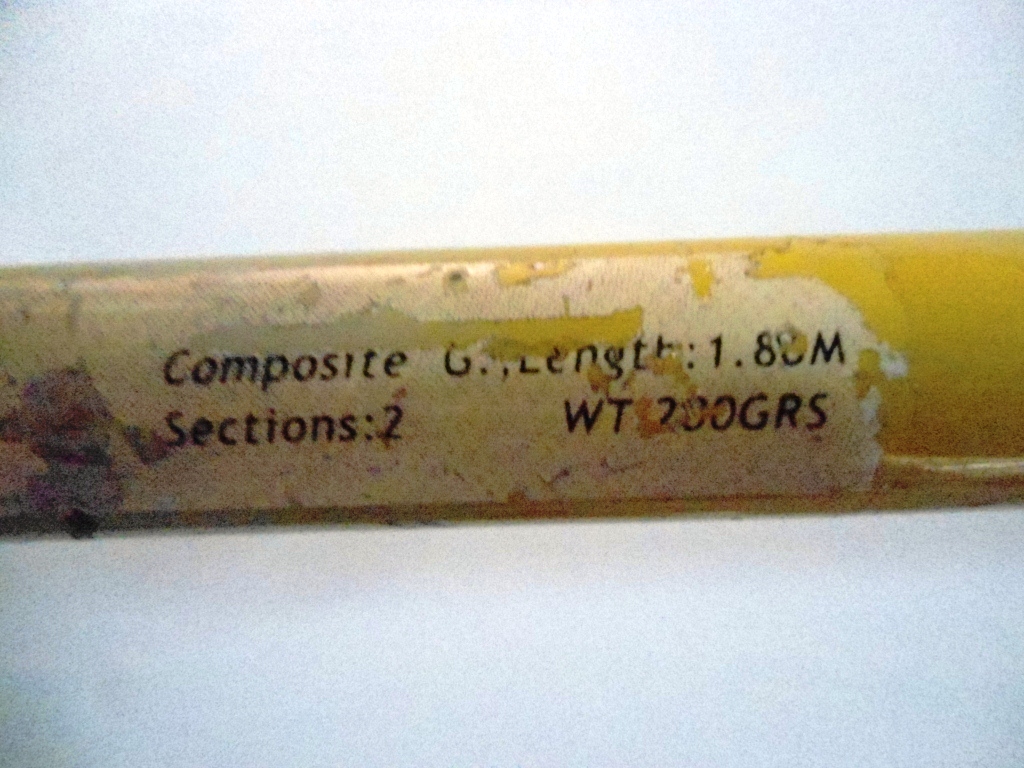 Composite G., Length: 1.80M
Sections:2 WT 200GRS